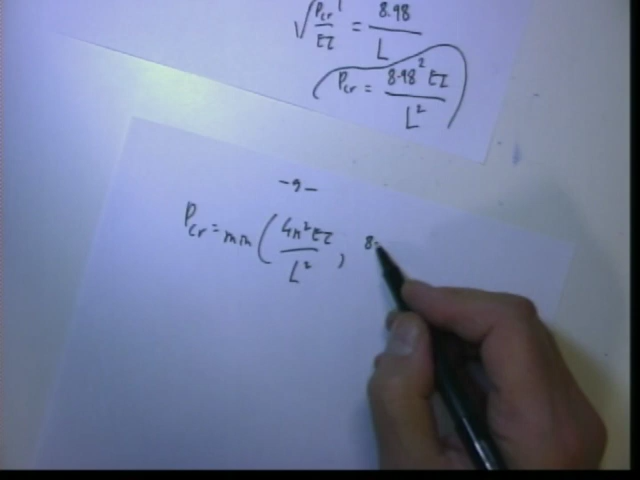 √(Pcr/EI) = 8.98/L
Pcr = 8.98² EI/L²
-9-
Pcr = min (4π²EI/L², 8.